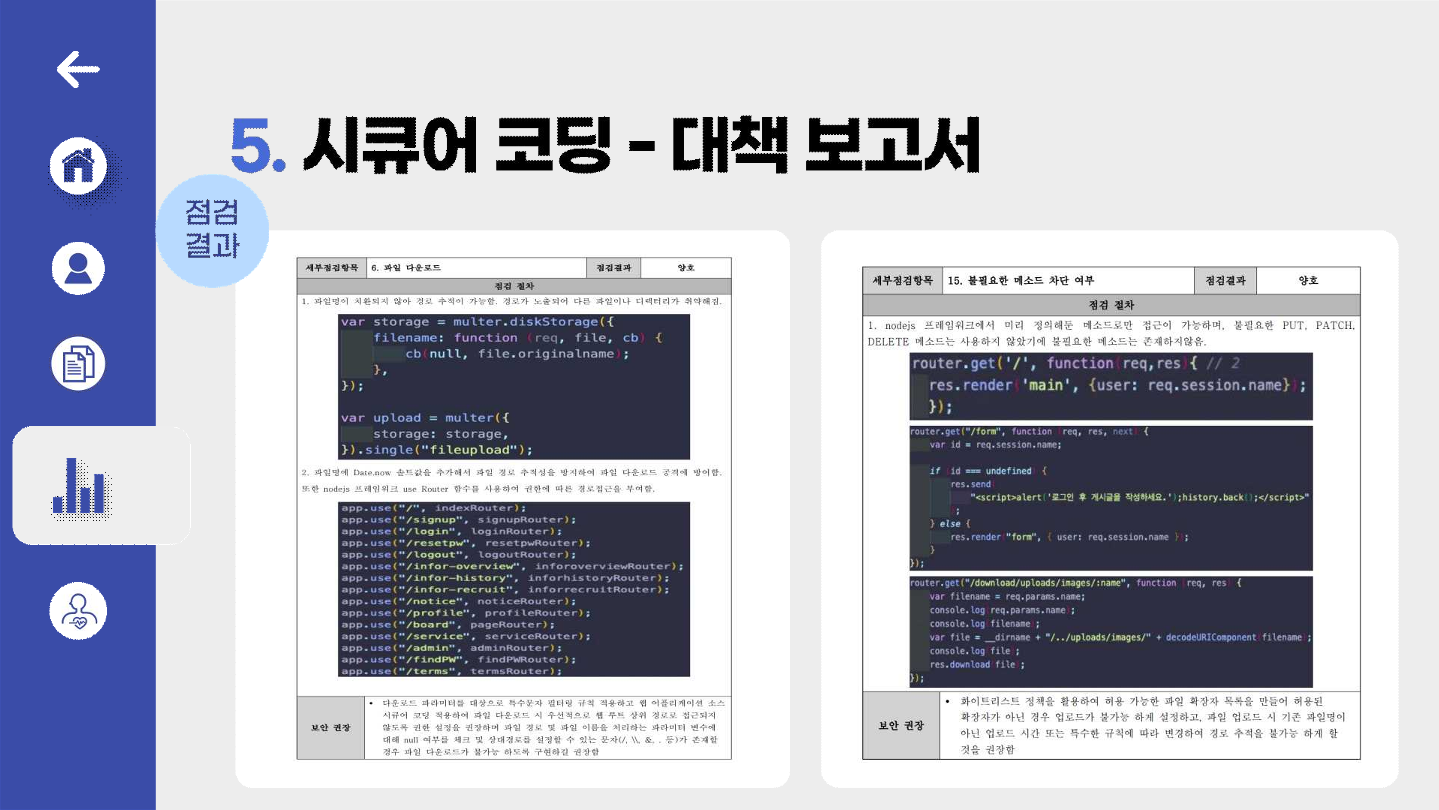 5. 시큐어 코딩 - 대책 보고서
점검
결과
세부점검항목 6. 파일 다운로드 점검결과 양호
점검 절차
1. 파일명이 치환되지 않아 경로 추적이 가능함. 경로가 노출되어 다른 파일이나 디렉터리가 취약해짐.
var storage = multer.diskStorage({
filename: function (req, file, cb) {
cb(null, file.originalname);
},
});
var upload = multer({
storage: storage,
}).single("fileupload");
2. 파일명에 Date.now 솔트값을 추가해서 파일 경로 추적성을 방지하여 파일 다운로드 공격에 방어함.
또한 nodejs 프레임워크 use Router 함수를 사용하여 권한에 따른 경로접근을 부여함.
app.use("/", indexRouter);
app.use("/signup", signupRouter);
app.use("/login", loginRouter);
app.use("/resetpw", resetpwRouter);
app.use("/logout", logoutRouter);
app.use("/infor-overview", inforoverviewRouter);
app.use("/infor-history", inforhistoryRouter);
app.use("/infor-recruit", inforrecruitRouter);
app.use("/notice", noticeRouter);
app.use("/profile", profileRouter);
app.use("/board", pageRouter);
app.use("/service", serviceRouter);
app.use("/admin", adminRouter);
app.use("/findPW", findPWRouter);
app.use("/terms", termsRouter);
보안 권장
• 다운로드 파라미터를 대상으로 특수문자 필터링 규칙 적용하고 웹 어플리케이션 소스
시큐어 코딩 적용하여 파일 다운로드 시 우선적으로 웹 루트 상위 경로로 접근되지
않도록 권한 설정을 권장하며 파일 경로 및 파일 이름을 처리하는 파라미터 변수에
대해 null 여부를 체크 및 상대경로를 설정할 수 있는 문자(/, \\, &, . 등)가 존재할
경우 파일 다운로드가 불가능 하도록 구현하길 권장함
세부점검항목 15. 불필요한 메소드 차단 여부 점검결과 양호
점검 절차
1. nodejs 프레임워크에서 미리 정의해둔 메소드로만 접근이 가능하며, 불필요한 PUT, PATCH,
DELETE 메소드는 사용하지 않았기에 불필요한 메소드는 존재하지않음.
router.get('/', function(req,res){ // 2
res.render('main', {user: req.session.name});
});
router.get("/form", function (req, res, next) {
var id = req.session.name;
if (id === undefined) {
res.send(
"<script>alert('로그인 후 게시글을 작성하세요.');history.back();</script>"
);
} else {
res.render("form", { user: req.session.name });
}
});
router.get("/download/uploads/images/:name", function (req, res) {
var filename = req.params.name;
console.log(req.params.name);
console.log(filename);
var file = __dirname + "/../uploads/images/" + decodeURIComponent(filename);
console.log(file);
res.download(file);
});
보안 권장
• 화이트리스트 정책을 활용하여 허용 가능한 파일 확장자 목록을 만들어 허용된
확장자가 아닌 경우 업로드가 불가능 하게 설정하고, 파일 업로드 시 기존 파일명이
아닌 업로드 시간 또는 특수한 규칙에 따라 변경하여 경로 추적을 불가능 하게 할
것을 권장함